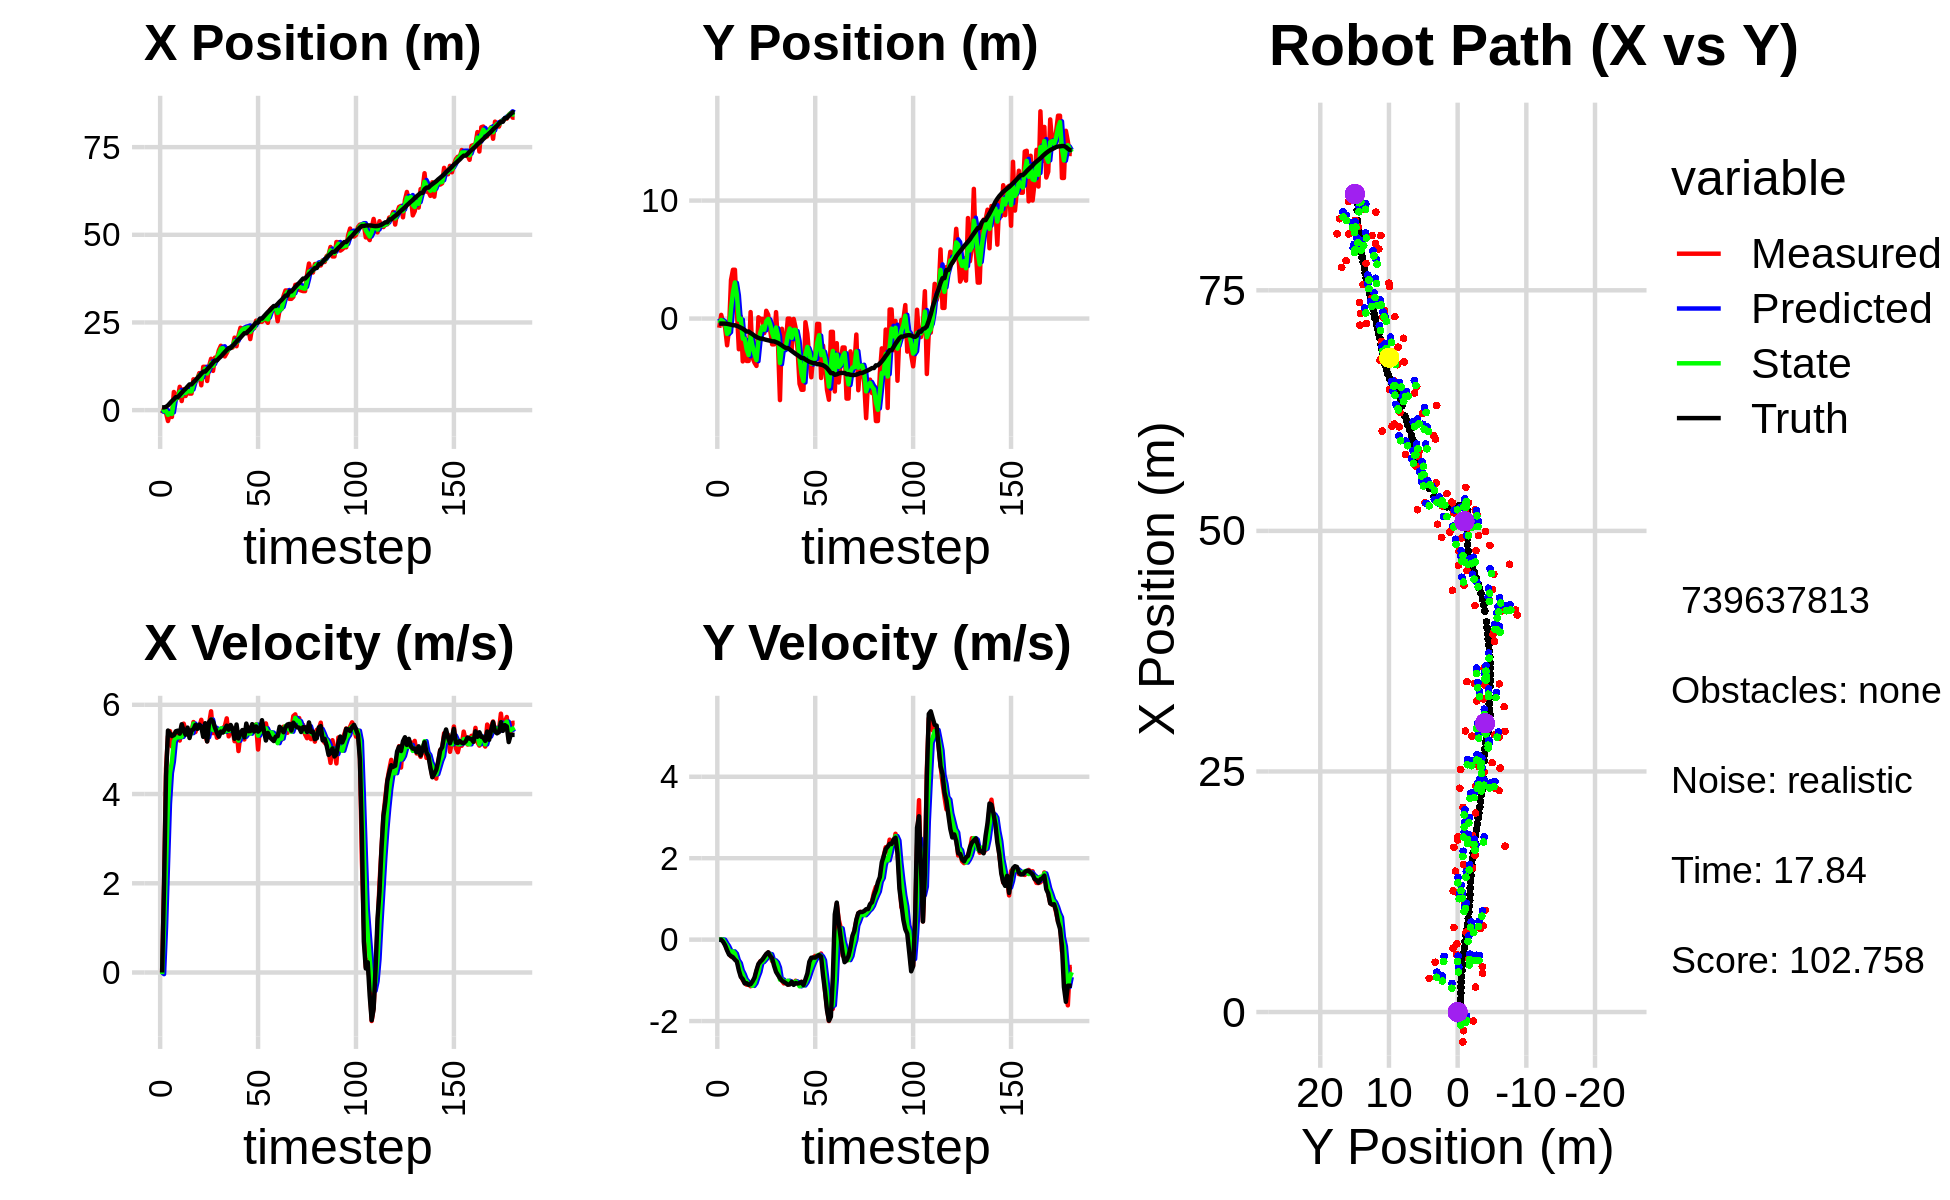 X Position (m)
75
50
25
0
0
50
100
150
timestep
Y Position (m)
10
0
0
50
100
150
timestep
X Velocity (m/s)
6
4
2
0
0
50
100
150
timestep
Y Velocity (m/s)
4
2
0
-2
0
50
100
150
timestep
Robot Path (X vs Y)
X Position (m)
75
50
25
0
20 10 0 -10 -20
Y Position (m)
variable
Measured
Predicted
State
Truth
739637813
Obstacles: none
Noise: realistic
Time: 17.84
Score: 102.758